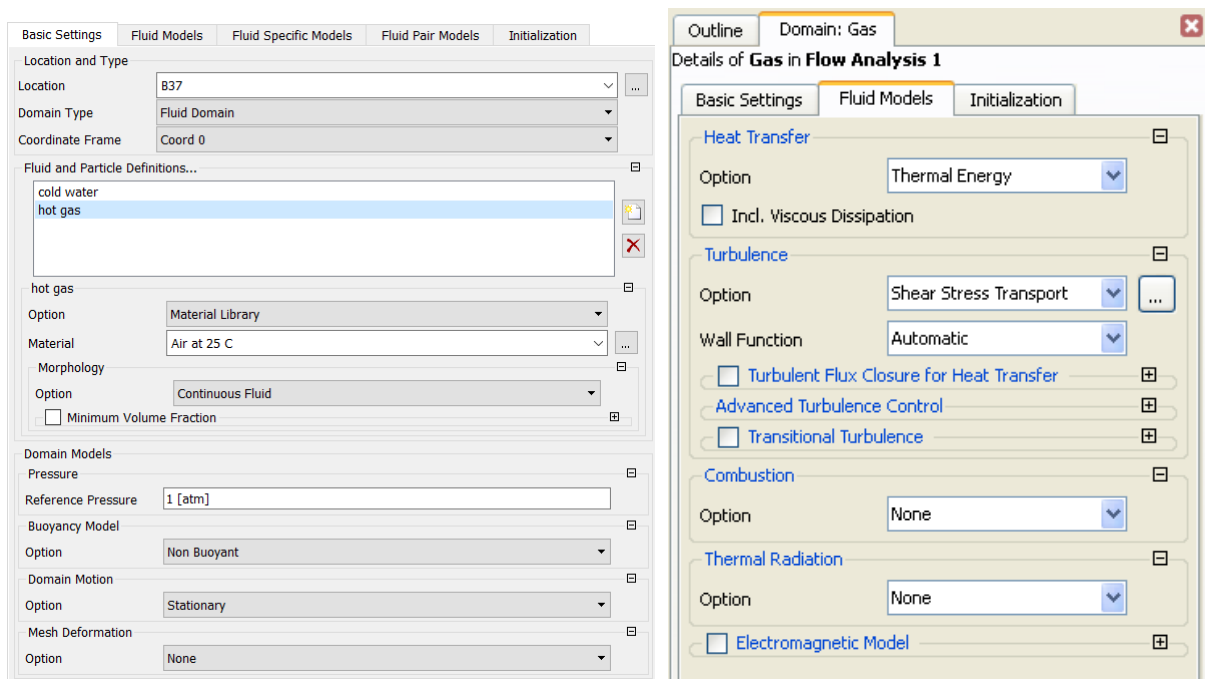 Basic Settings Fluid Models Fluid Specific Models Fluid Pair Models Initialization
Location and Type
Location B37 ...
Domain Type Fluid Domain
Coordinate Frame Coord 0
Fluid and Particle Definitions...
cold water
hot gas
hot gas
Option Material Library
Material Air at 25 C ...
Morphology
Option Continuous Fluid
Minimum Volume Fraction
Domain Models
Pressure
Reference Pressure 1 [atm]
Buoyancy Model
Option Non Buoyant
Domain Motion
Option Stationary
Mesh Deformation
Option None
Outline Domain: Gas
Details of Gas in Flow Analysis 1
Basic Settings Fluid Models Initialization
Heat Transfer
Option Thermal Energy
Incl. Viscous Dissipation
Turbulence
Option Shear Stress Transport ...
Wall Function Automatic
Turbulent Flux Closure for Heat Transfer
Advanced Turbulence Control
Transitional Turbulence
Combustion
Option None
Thermal Radiation
Option None
Electromagnetic Model